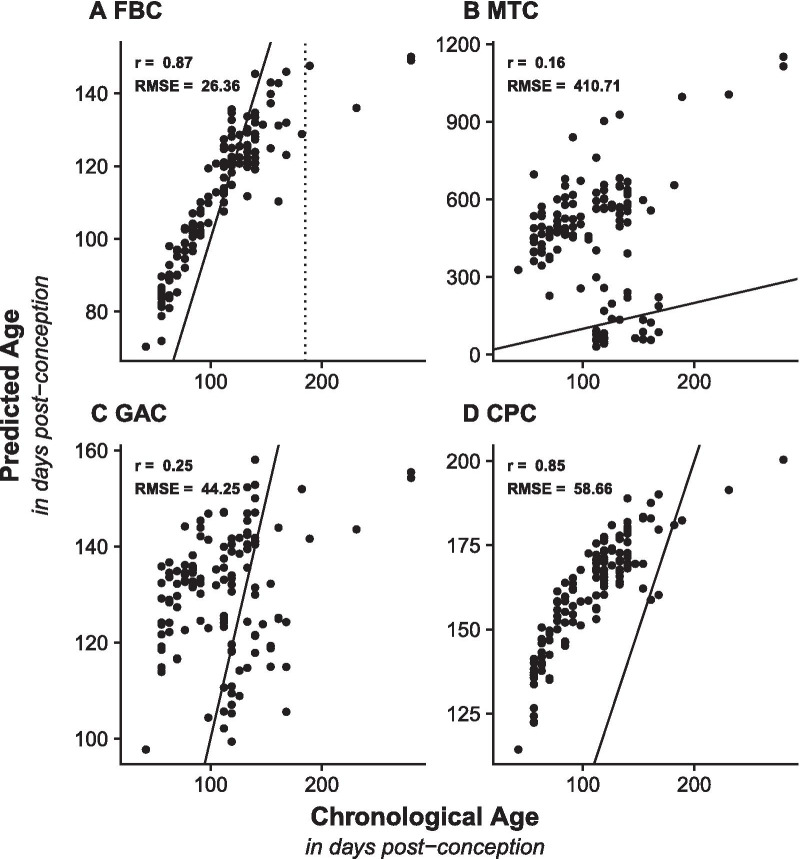 A FBC
r = 0.87
RMSE = 26.36
140
120
100
80
100
200
B MTC
r = 0.16
RMSE = 410.71
1200
900
600
300
0
100
200
C GAC
r = 0.25
RMSE = 44.25
160
140
120
100
100
200
D CPC
r = 0.85
RMSE = 58.66
200
175
150
125
100
200
Predicted Age
in days post−conception
Chronological Age
in days post−conception